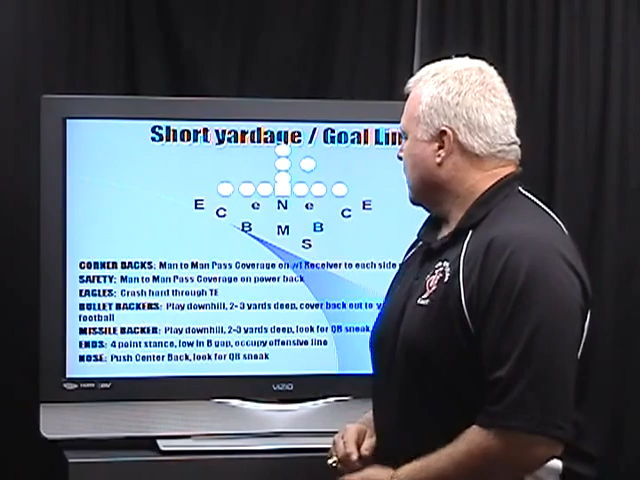 Short yardage / Goal Lin
E C e N e C E
B M B
S
CORNER BACKS: Man to Man Pass Coverage on #1 Receiver to each side
SAFETY: Man to Man Pass Coverage on power back
EAGLES: Crash hard through TE
BULLET BACKERS: Play downhill, 2-3 yards deep, cover back out to
football
MISSILE BACKER: Play downhill, 2-3 yards deep, look for QB sneak,
ENDS: 4 point stance, low in B gap, occupy offensive line
NOSE: Push Center Back, look for QB sneak
VIZIO